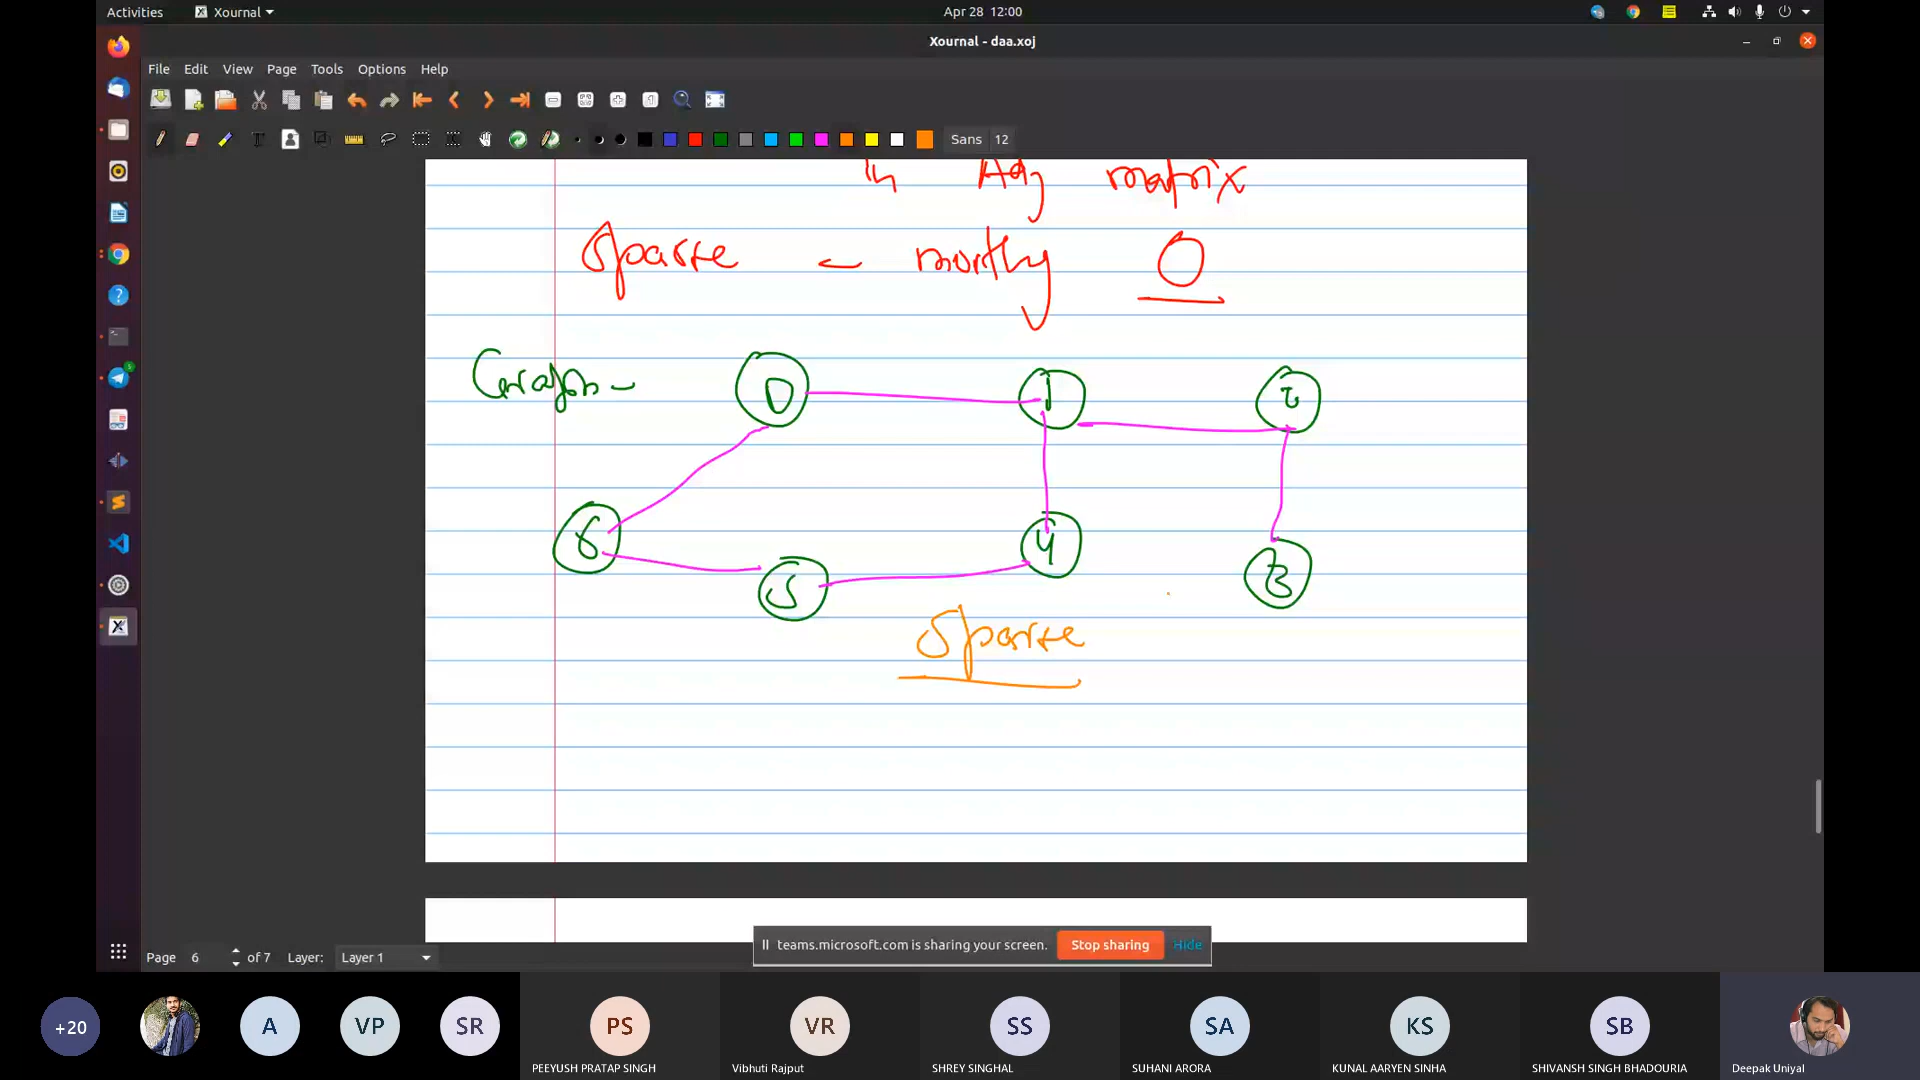 Activities Xournal Apr 28 12:00
Xournal - daa.xoj
File Edit View Page Tools Options Help
Sans 12
in Adj matrix
Sparse - mostly 0
Graph -
0 1 2
6 5 4 3
Sparse
teams.microsoft.com is sharing your screen. Stop sharing Hide
Page 6 of 7 Layer: Layer 1
+20 A VP SR PS VR SS SA KS SB
PEEYUSH PRATAP SINGH Vibhuti Rajput SHREY SINGHAL SUHANI ARORA KUNAL AARYEN SINHA SHIVANSH SINGH BHADOURIA Deepak Uniyal